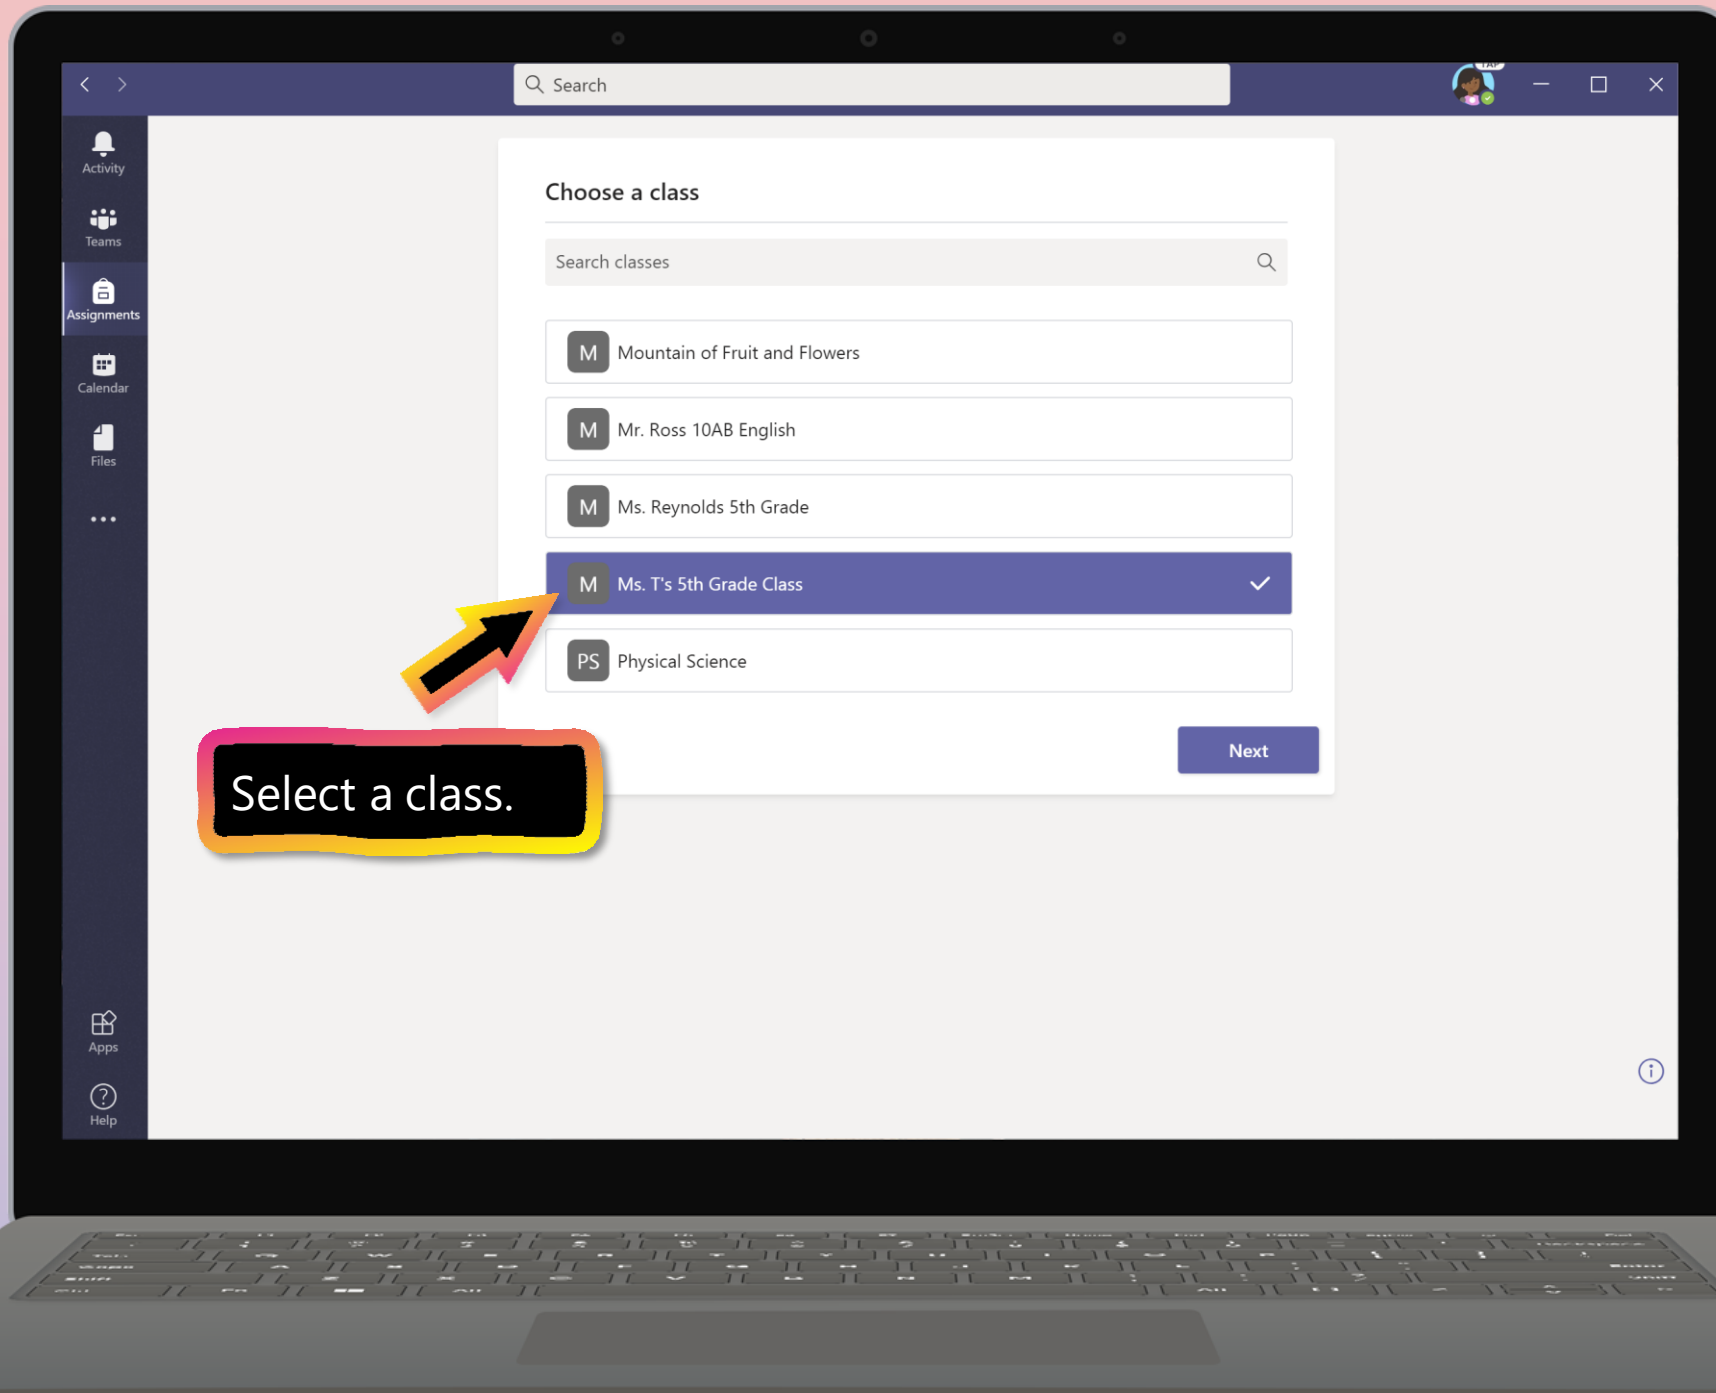 Search
TAP
Activity
Teams
Assignments
Calendar
Files
Apps
Help
Choose a class
Search classes
M Mountain of Fruit and Flowers
M Mr. Ross 10AB English
M Ms. Reynolds 5th Grade
M Ms. T's 5th Grade Class
PS Physical Science
Next
Select a class.